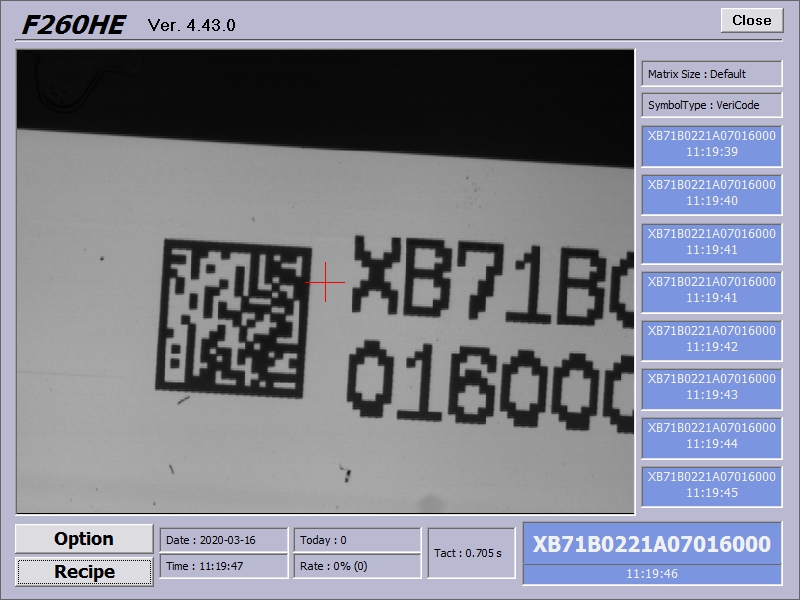 F260HE Ver. 4.43.0
Close
Matrix Size : Default
SymbolType : VeriCode
XB71B0221A07016000
11:19:39
XB71B0221A07016000
11:19:40
XB71B0221A07016000
11:19:41
XB71B0221A07016000
11:19:41
XB71B0221A07016000
11:19:42
XB71B0221A07016000
11:19:43
XB71B0221A07016000
11:19:44
XB71B0221A07016000
11:19:45
XB71B0
016000
Option
Recipe
Date : 2020-03-16
Time : 11:19:47
Today : 0
Rate : 0% (0)
Tact : 0.705 s
XB71B0221A07016000
11:19:46